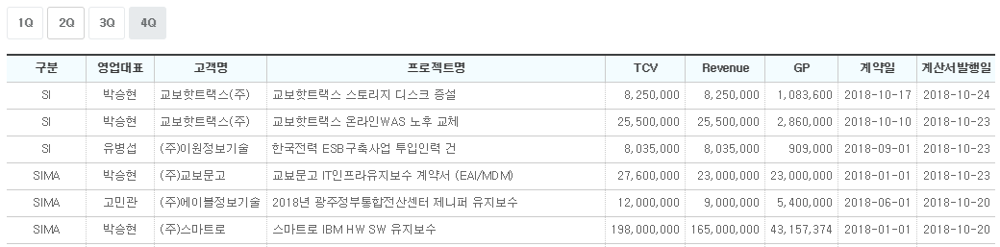 1Q 2Q 3Q 4Q
구분 영업대표 고객명 프로젝트명 TCV Revenue GP 계약일 계산서발행일
SI 박승현 교보핫트랙스(주) 교보핫트랙스 스토리지 디스크 증설 8,250,000 8,250,000 1,083,600 2018-10-17 2018-10-24
SI 박승현 교보핫트랙스(주) 교보핫트랙스 온라인WAS 노후 교체 25,500,000 25,500,000 2,860,000 2018-10-10 2018-10-23
SI 유병섭 (주)이원정보기술 한국전력 ESB구축사업 투입인력 건 8,035,000 8,035,000 909,000 2018-09-01 2018-10-23
SIMA 박승현 (주)교보문고 교보문고 IT인프라유지보수 계약서 (EAI/MDM) 27,600,000 23,000,000 23,000,000 2018-01-01 2018-10-23
SIMA 고민관 (주)에이블정보기술 2018년 광주정부통합전산센터 제니퍼 유지보수 12,000,000 9,000,000 5,400,000 2018-06-01 2018-10-20
SIMA 박승현 (주)스마트로 스마트로 IBM HW SW 유지보수 198,000,000 165,000,000 43,157,374 2018-01-01 2018-10-20